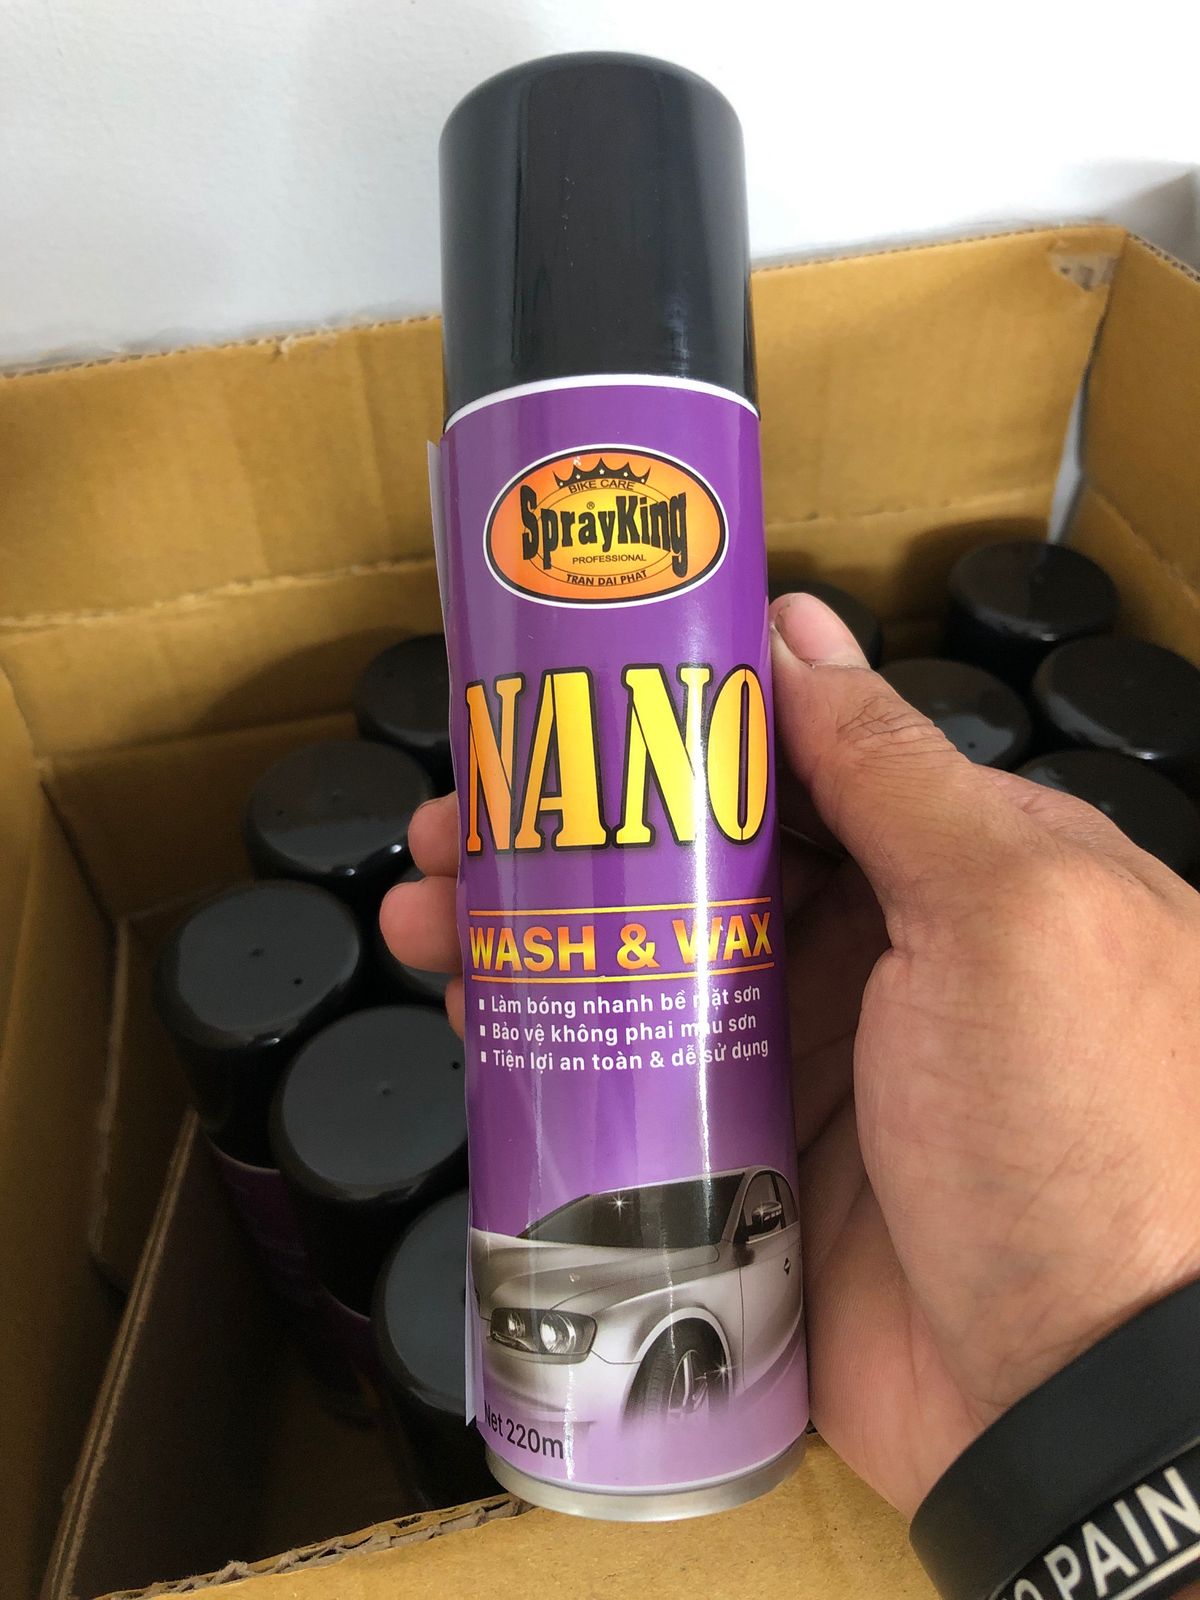 BIKE CARE
SprayKing®
PROFESSIONAL
TRAN DAI PHAT
NANO
WASH & WAX
▪ Làm bóng nhanh bề mặt sơn
▪ Bảo vệ không phai màu sơn
▪ Tiện lợi an toàn & dễ sử dụng
Net 220m
PAIN